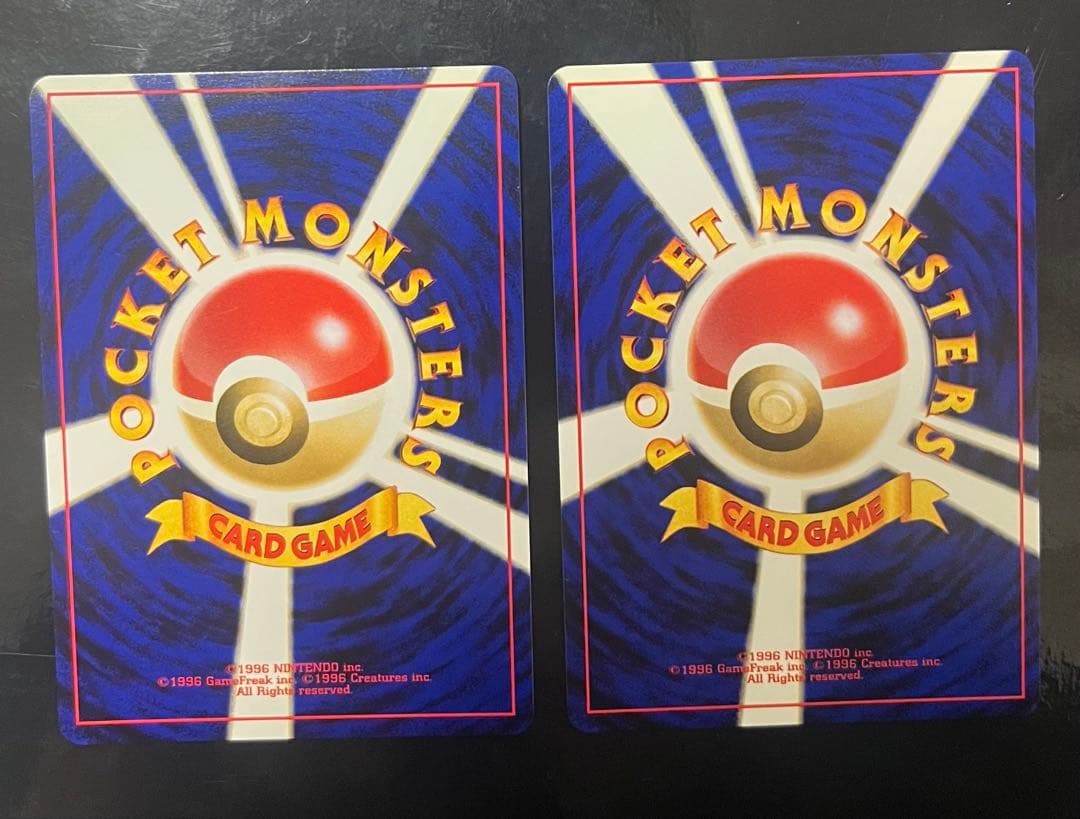 POCKET MONSTERS
CARD GAME
©1996 NINTENDO inc.
©1996 GameFreak inc. ©1996 Creatures inc.
All Rights reserved.
POCKET MONSTERS
CARD GAME
©1996 NINTENDO inc.
©1996 GameFreak inc. ©1996 Creatures inc.
All Rights reserved.